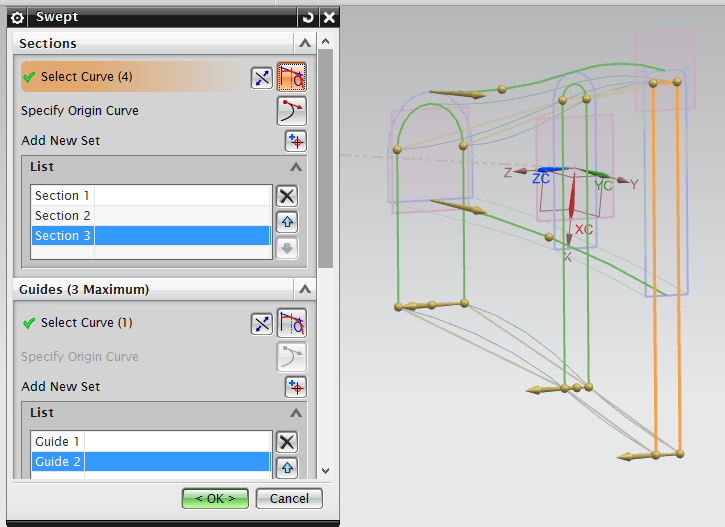 Swept
Sections
Select Curve (4)
Specify Origin Curve
Add New Set
List
Section 1
Section 2
Section 3
Guides (3 Maximum)
Select Curve (1)
Specify Origin Curve
Add New Set
List
Guide 1
Guide 2
< OK > Cancel
Z ZC YC Y
XC
X